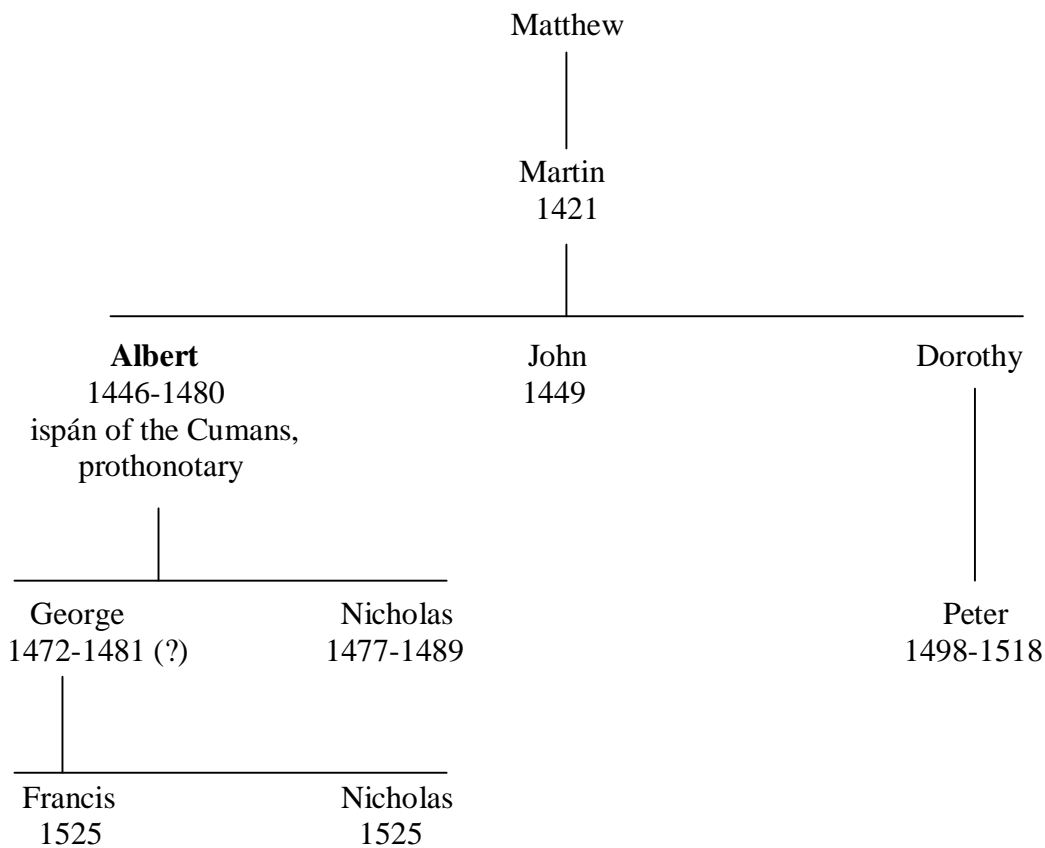 Matthew
Martin
1421
Albert
1446-1480
ispán of the Cumans,
prothonotary
John
1449
Dorothy
George
1472-1481 (?)
Nicholas
1477-1489
Peter
1498-1518
Francis
1525
Nicholas
1525